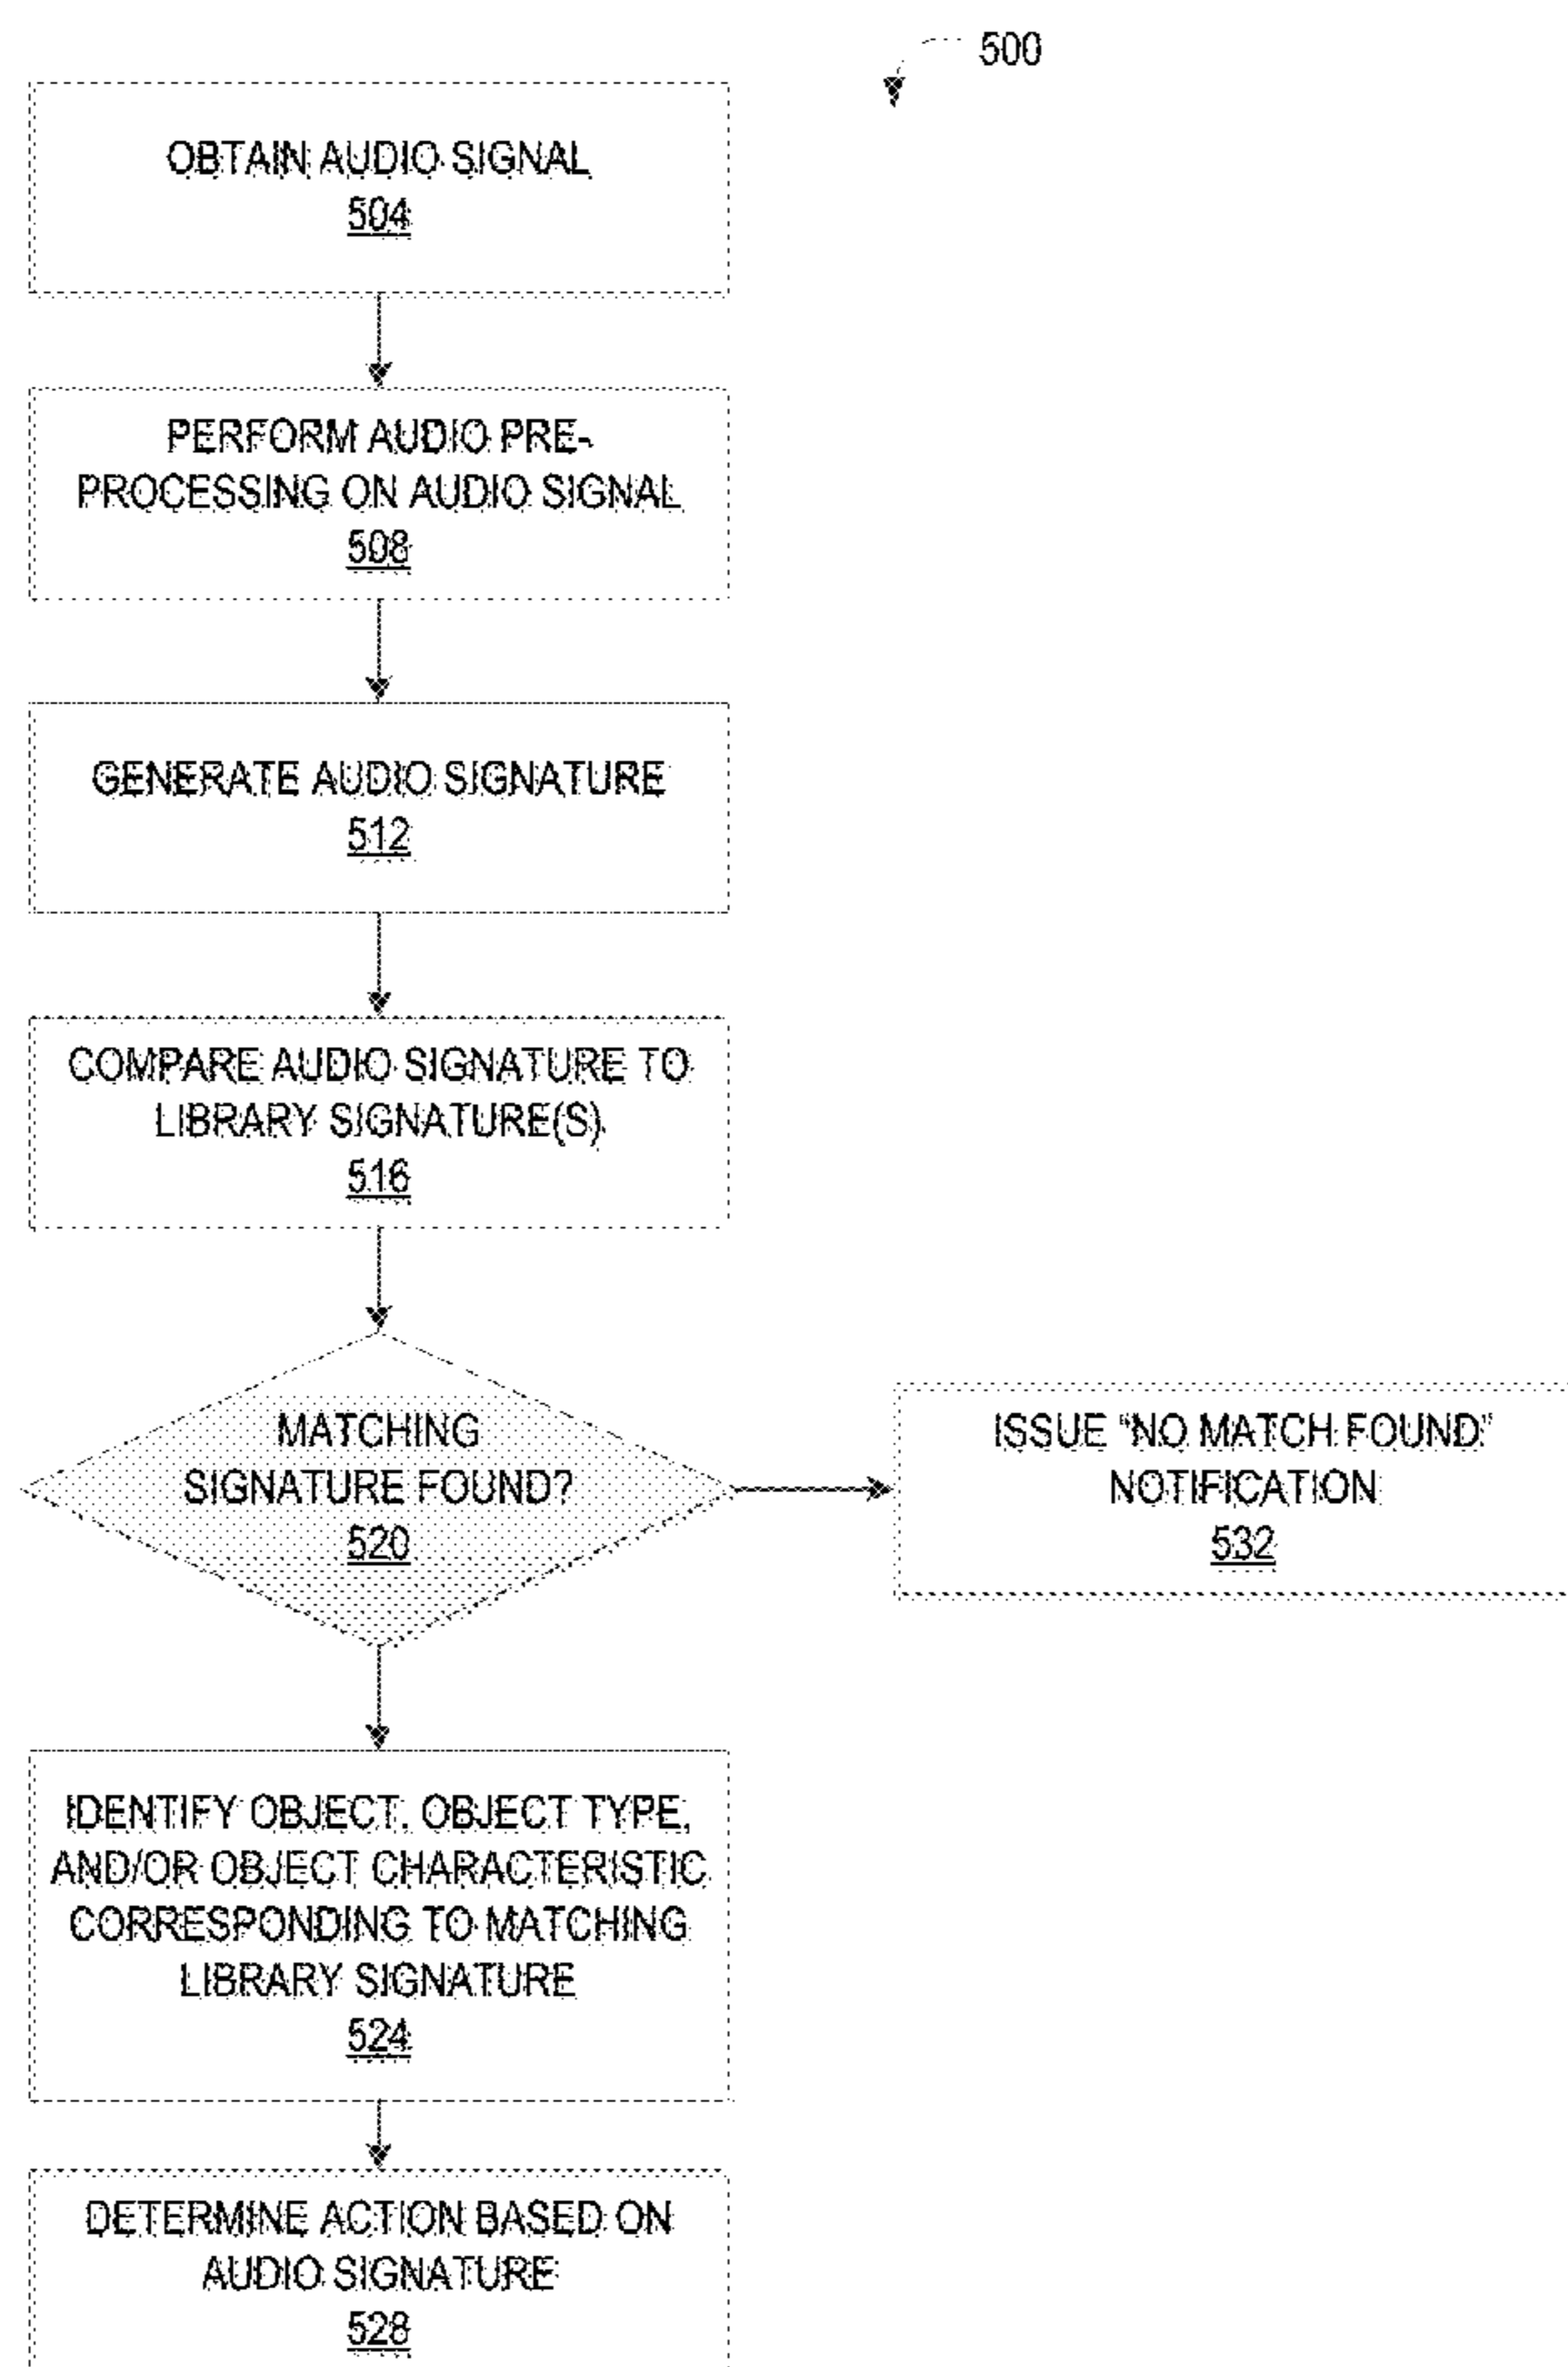 500
OBTAIN AUDIO SIGNAL
504
PERFORM AUDIO PRE-
PROCESSING ON AUDIO SIGNAL
508
GENERATE AUDIO SIGNATURE
512
COMPARE AUDIO SIGNATURE TO
LIBRARY SIGNATURE(S)
516
MATCHING
SIGNATURE FOUND?
520
ISSUE “NO MATCH FOUND”
NOTIFICATION
532
IDENTIFY OBJECT, OBJECT TYPE,
AND/OR OBJECT CHARACTERISTIC
CORRESPONDING TO MATCHING
LIBRARY SIGNATURE
524
DETERMINE ACTION BASED ON
AUDIO SIGNATURE
528